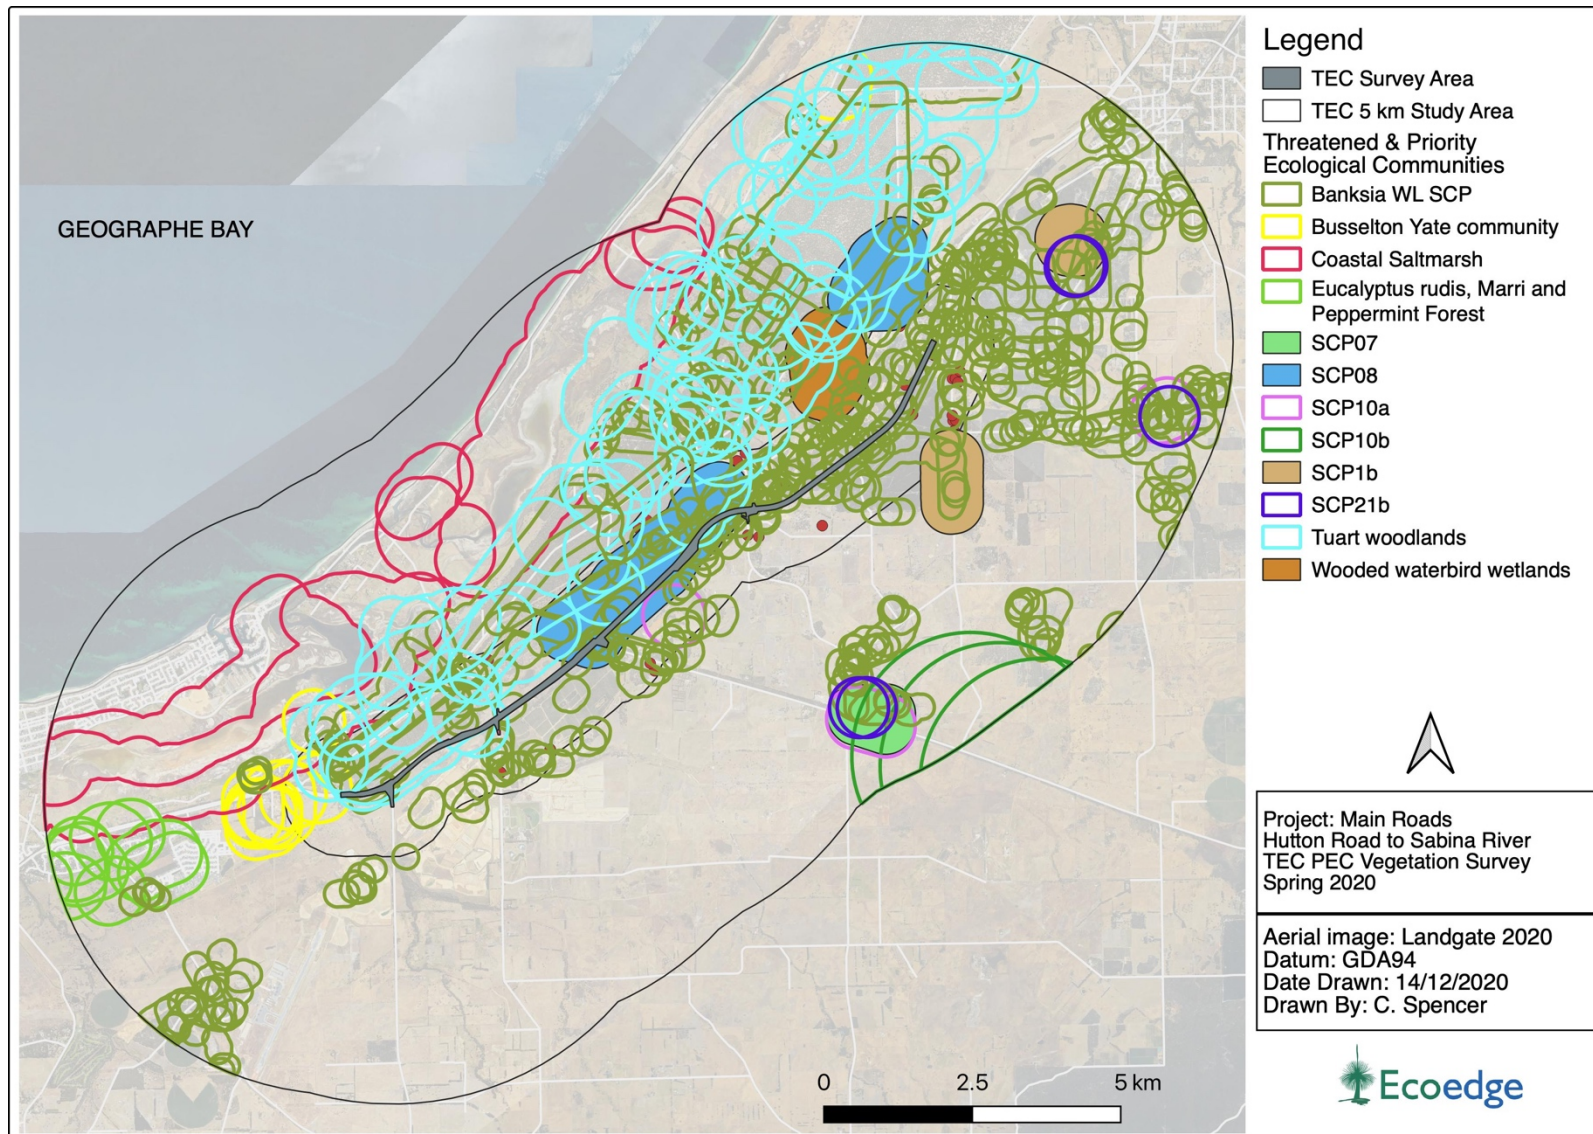 GEOGRAPHE BAY
Legend
TEC Survey Area
TEC 5 km Study Area
Threatened & Priority
Ecological Communities
Banksia WL SCP
Busselton Yate community
Coastal Saltmarsh
Eucalyptus rudis, Marri and
Peppermint Forest
SCP07
SCP08
SCP10a
SCP10b
SCP1b
SCP21b
Tuart woodlands
Wooded waterbird wetlands
Project: Main Roads
Hutton Road to Sabina River
TEC PEC Vegetation Survey
Spring 2020
Aerial image: Landgate 2020
Datum: GDA94
Date Drawn: 14/12/2020
Drawn By: C. Spencer
Ecoedge
0 2.5 5 km